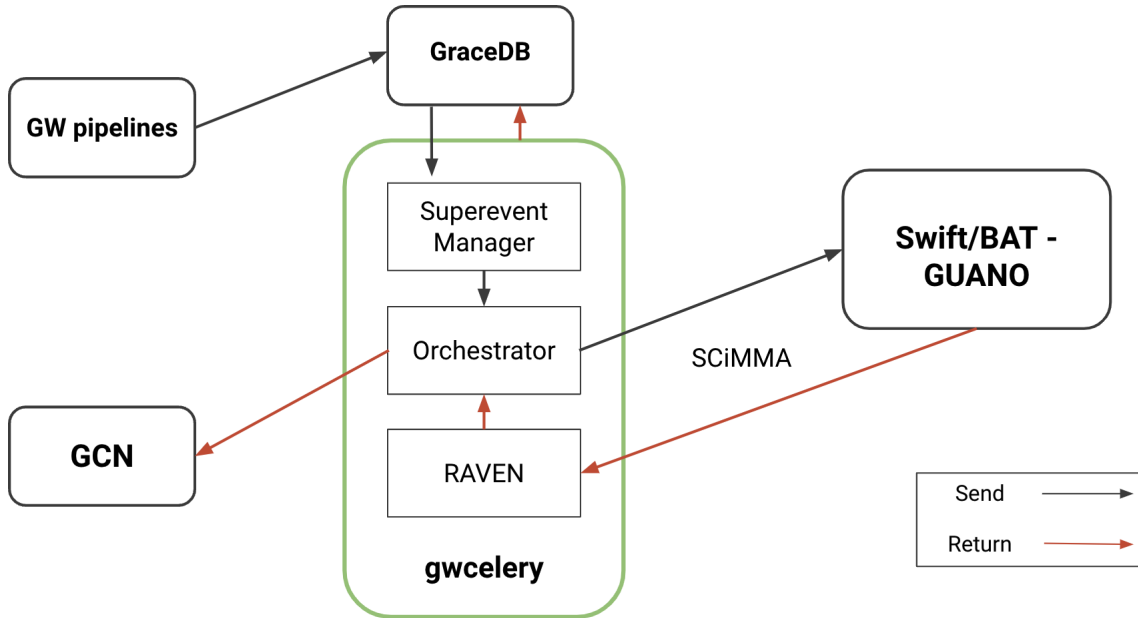 GraceDB
GW pipelines
Superevent
Manager
Swift/BAT -
GUANO
Orchestrator
SCiMMA
GCN
RAVEN
Send
Return
gwcelery